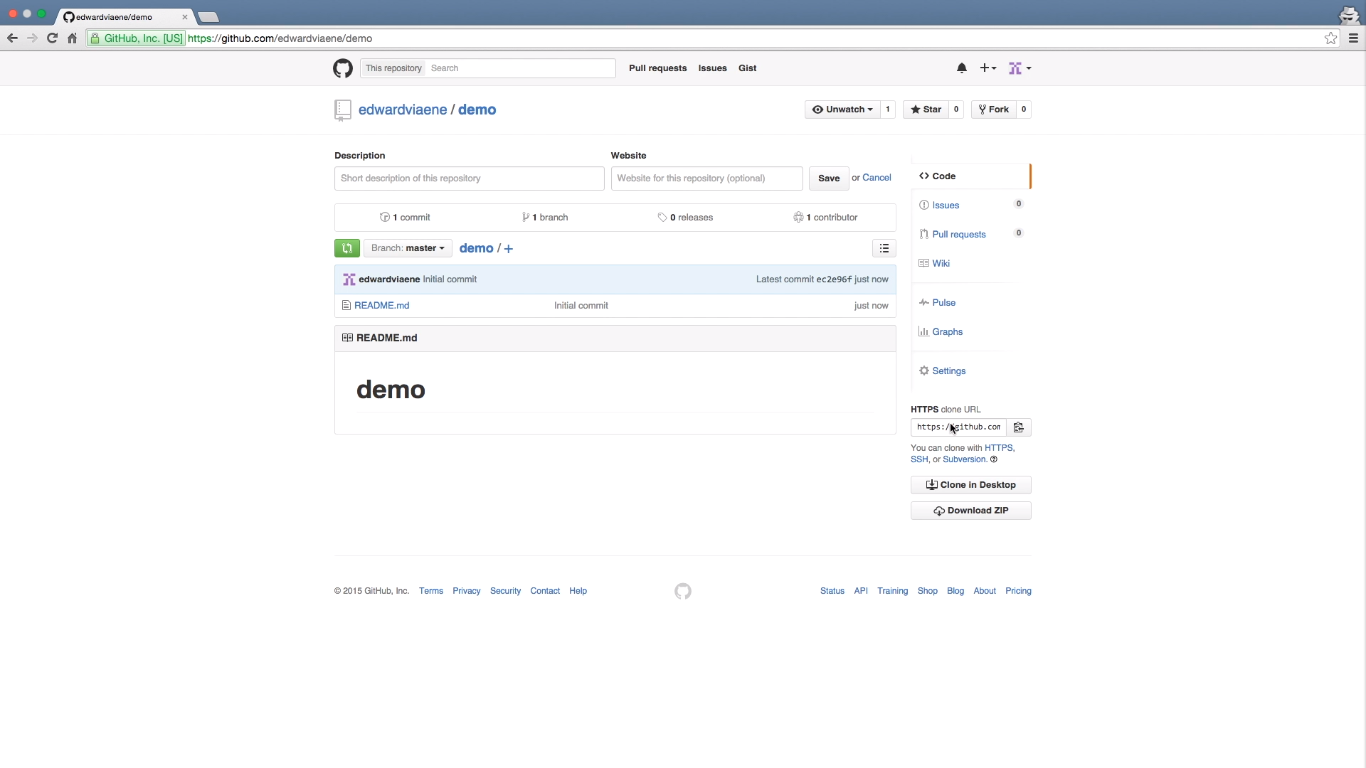 edwardviaene/demo
GitHub, Inc. [US] https://github.com/edwardviaene/demo
This repository Search Pull requests Issues Gist
edwardviaene / demo Unwatch 1 Star 0 Fork 0
Description Website
Short description of this repository Website for this repository (optional) Save or Cancel
1 commit 1 branch 0 releases 1 contributor
Branch: master demo / +
edwardviaene Initial commit Latest commit ec2e96f just now
README.md Initial commit just now
README.md
demo
Code
Issues 0
Pull requests 0
Wiki
Pulse
Graphs
Settings
HTTPS clone URL
https://github.com
You can clone with HTTPS,
SSH, or Subversion.
Clone in Desktop
Download ZIP
© 2015 GitHub, Inc. Terms Privacy Security Contact Help Status API Training Shop Blog About Pricing